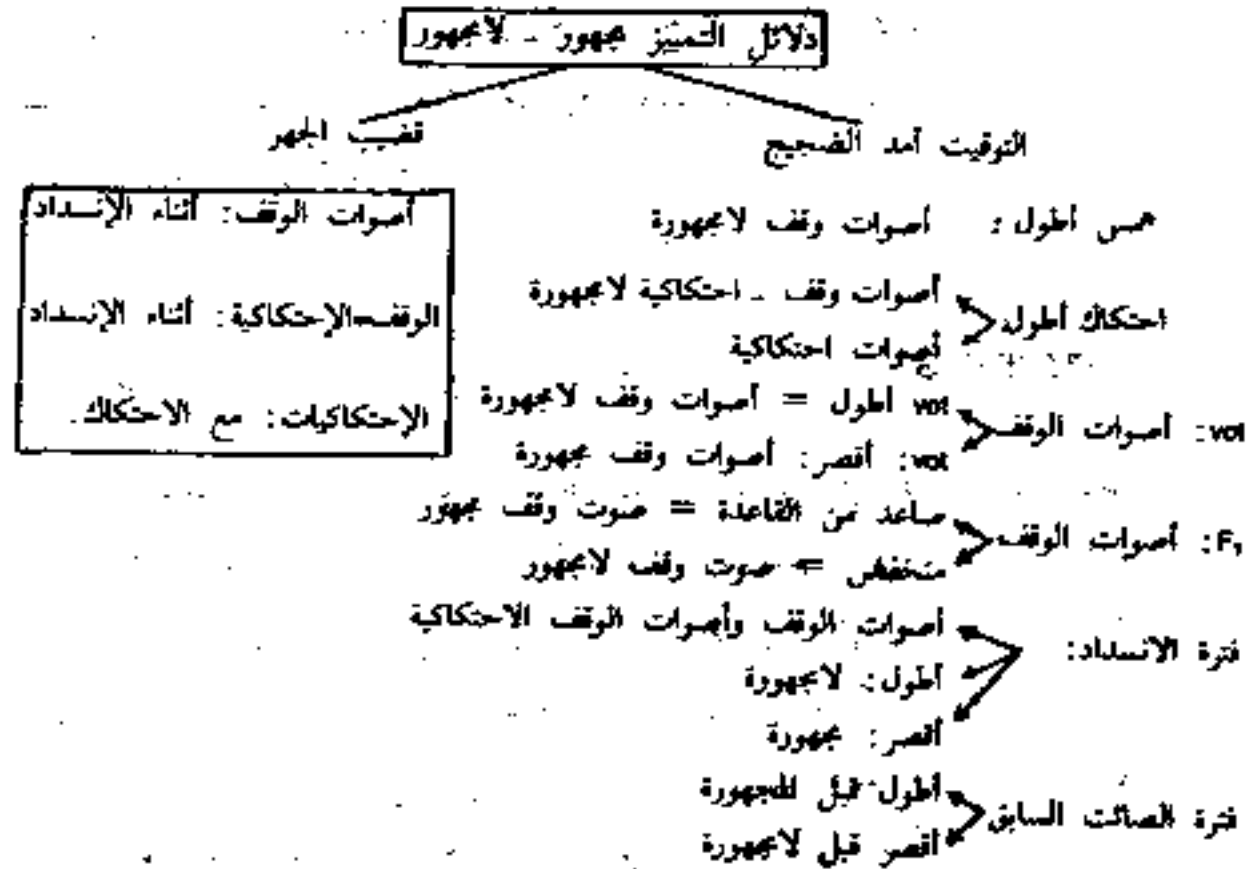 دلائل التمييز مجهور - لامجهور
التوقيت أمد الضجيج
قضيب الجهر
همس أطول: أصوات وقف لامجهورة
احتكاك أطول
أصوات وقف - احتكاكية لامجهورة
أصوات احتكاكية
vot: أصوات الوقف
vot أطول = أصوات وقف لامجهورة
vot: أقصر: أصوات وقف مجهورة
F₁: أصوات الوقف
صاعد من القاعدة = صوت وقف مجهور
منخفض = صوت وقف لامجهور
فترة الانسداد:
أصوات الوقف وأصوات الوقف الاحتكاكية
أطول: لامجهورة
أقصر: مجهورة
فترة الصائت السابق
أطول قبل المجهورة
أقصر قبل لامجهورة
أصوات الوقف: أثناء الإنسداد
الوقف-الإحتكاكية: أثناء الإنسداد
الإحتكاكيات: مع الاحتكاك.